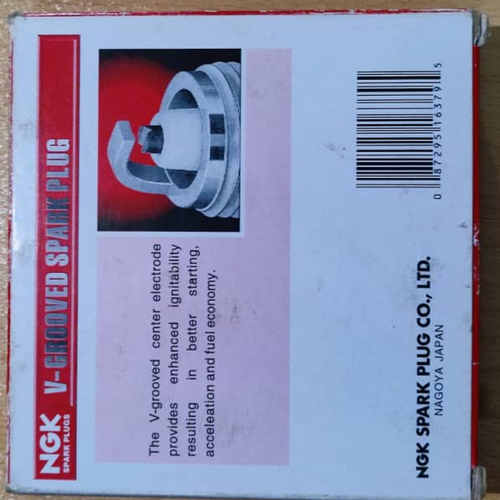 NGK
SPARK PLUGS
V-GROOVED SPARK PLUG
The V-grooved center electrode
provides enhanced ignitability
resulting in better starting,
acceleation and fuel economy.
0 87295 16379 5
NGK SPARK PLUG CO., LTD.
NAGOYA JAPAN